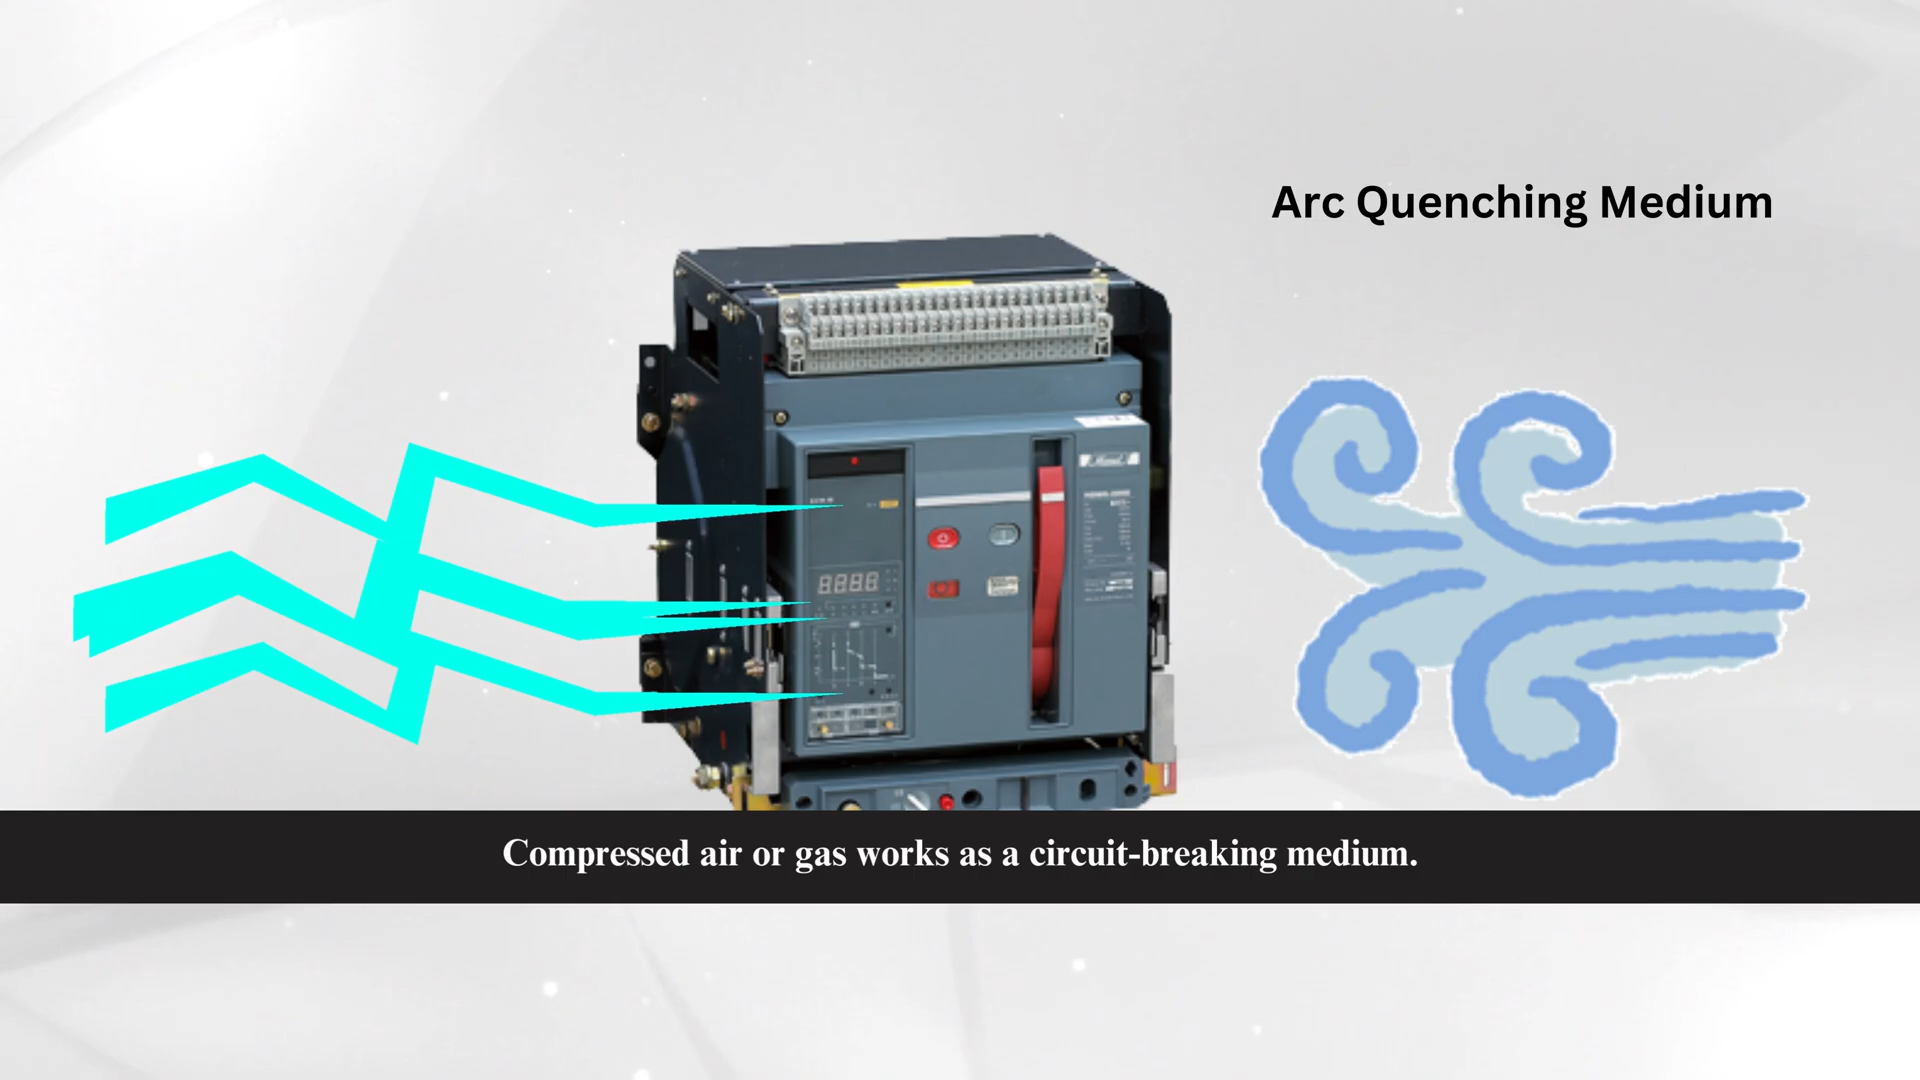 Arc Quenching Medium
Compressed air or gas works as a circuit-breaking medium.